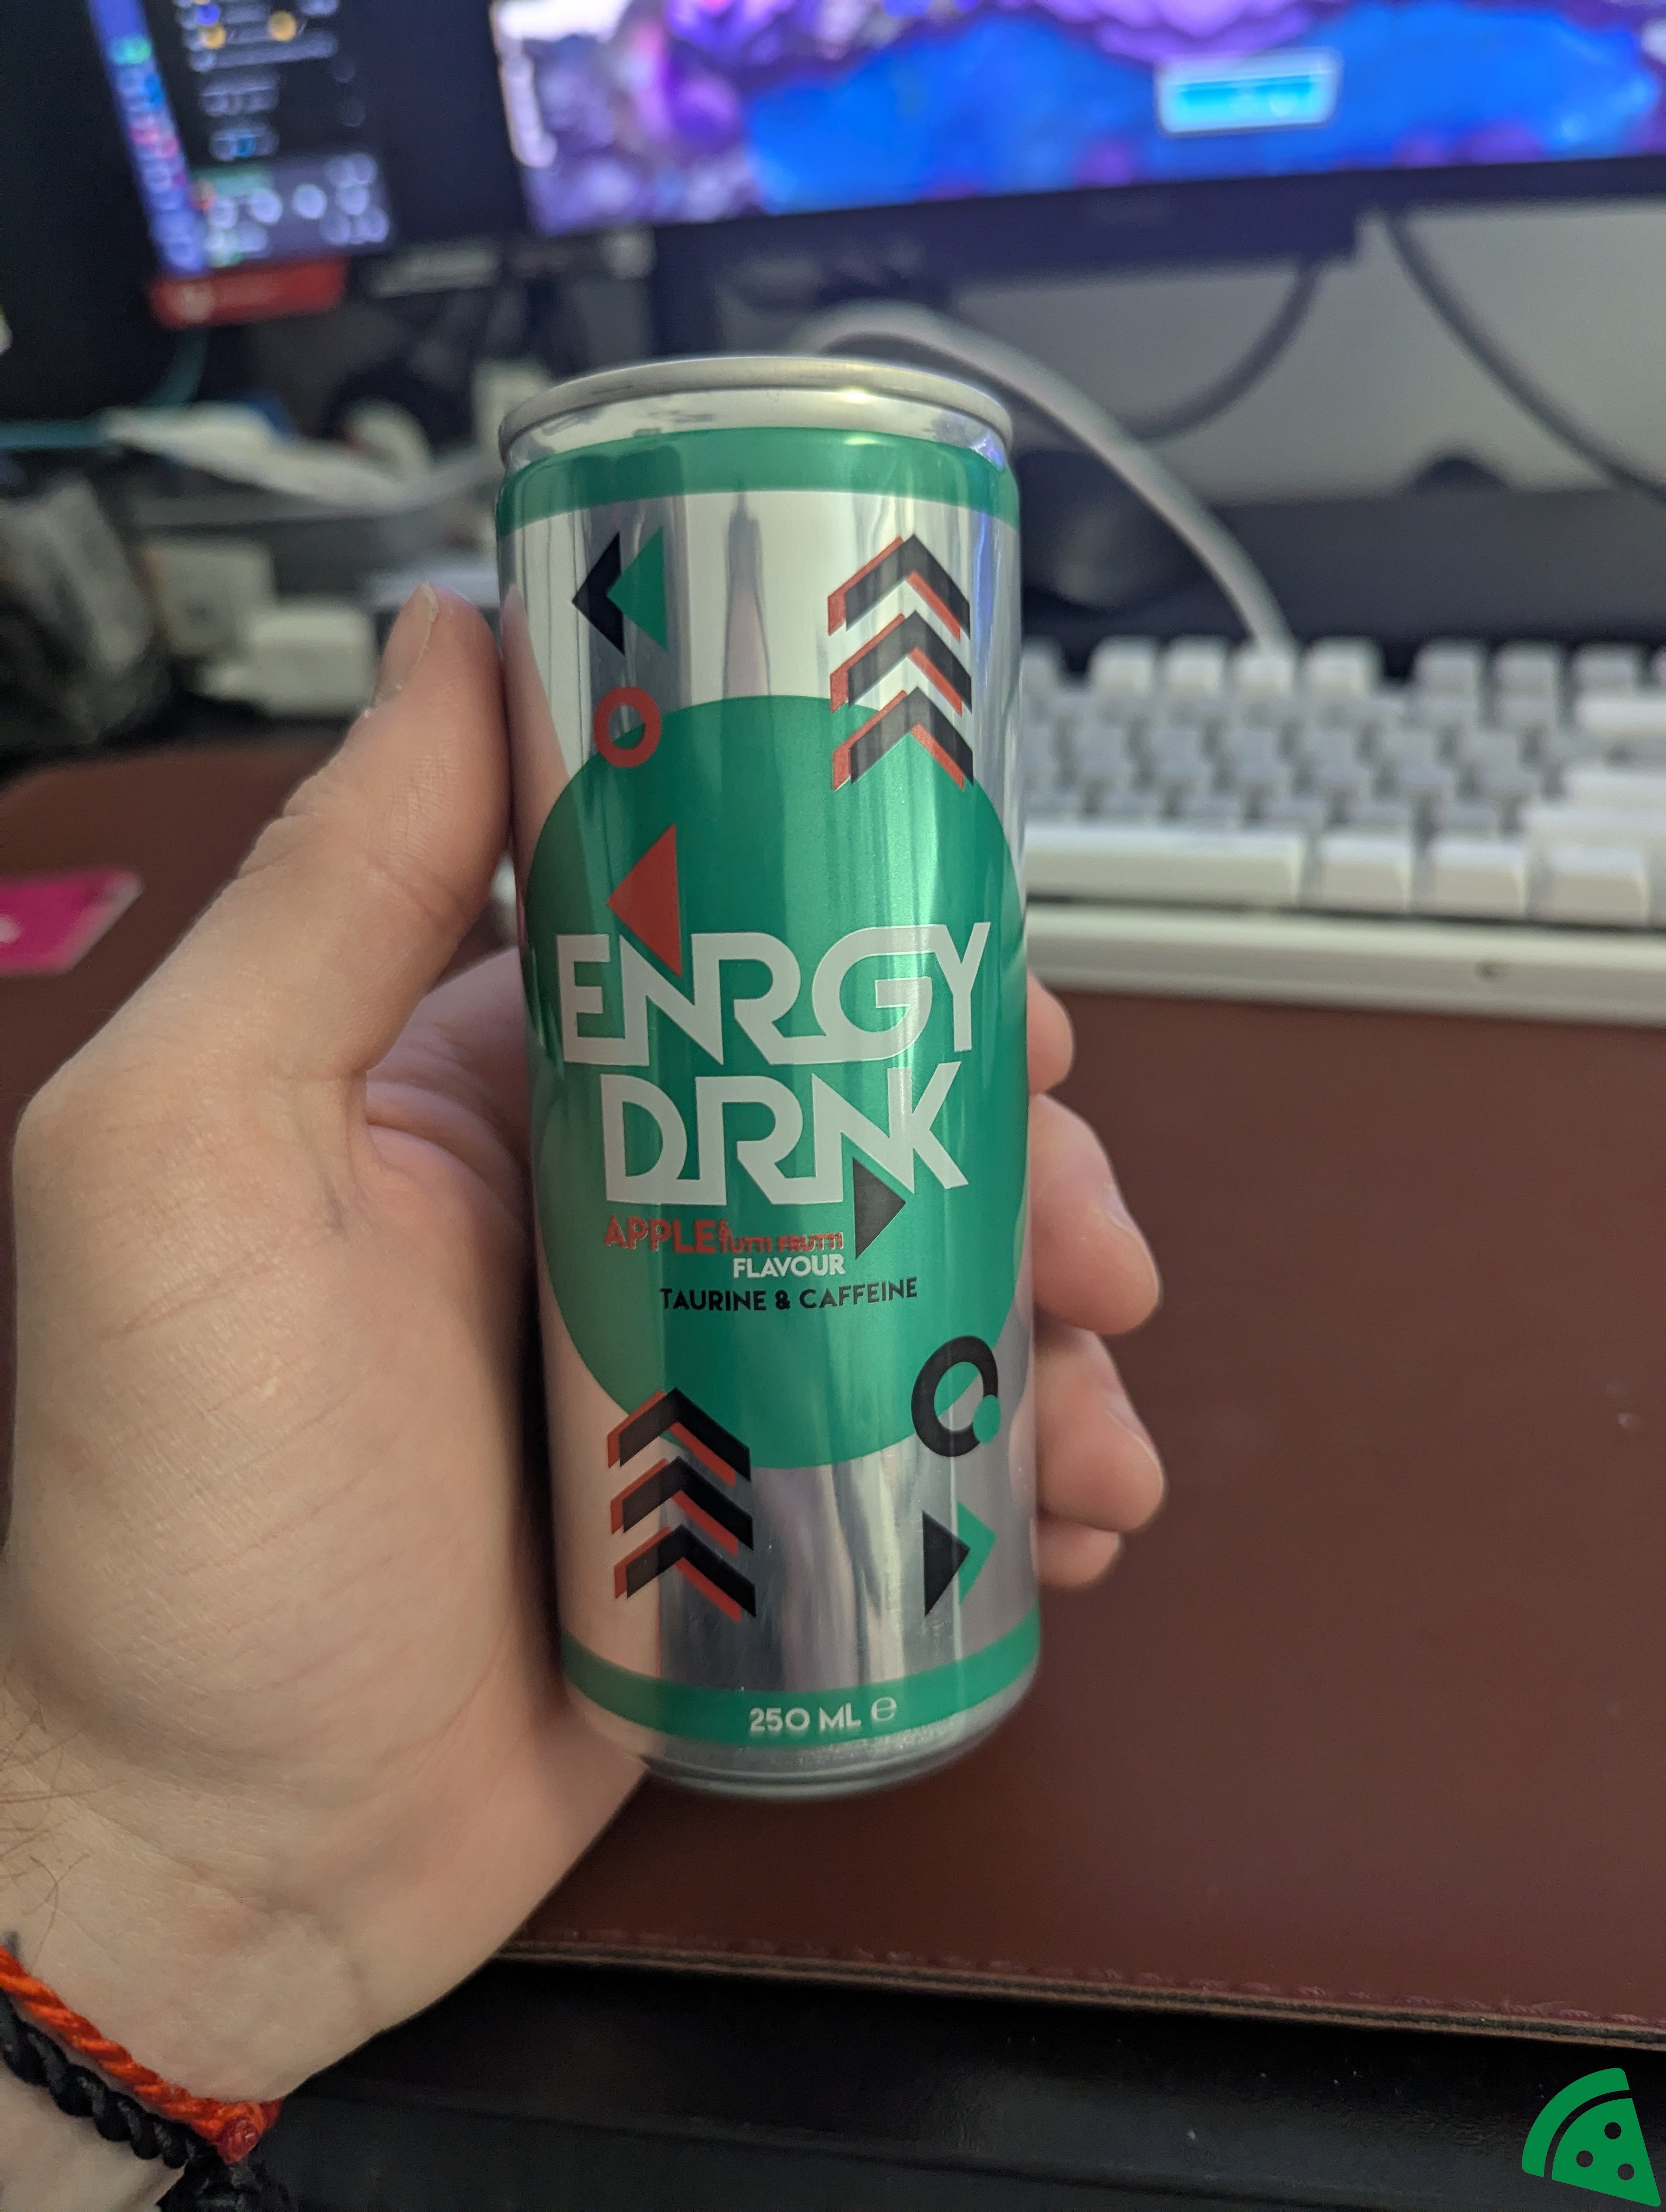 ENRGY
DRNK
APPLE &
TUTTI FRUTTI
FLAVOUR
TAURINE & CAFFEINE
250 ML ℮